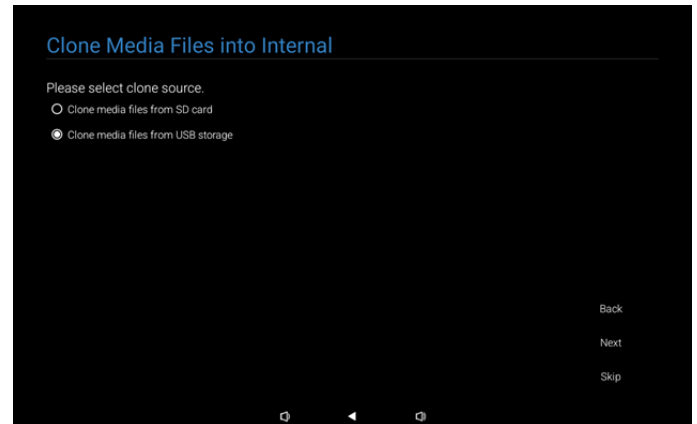 Clone Media Files into Internal
Please select clone source.
Clone media files from SD card
Clone media files from USB storage
Back
Next
Skip